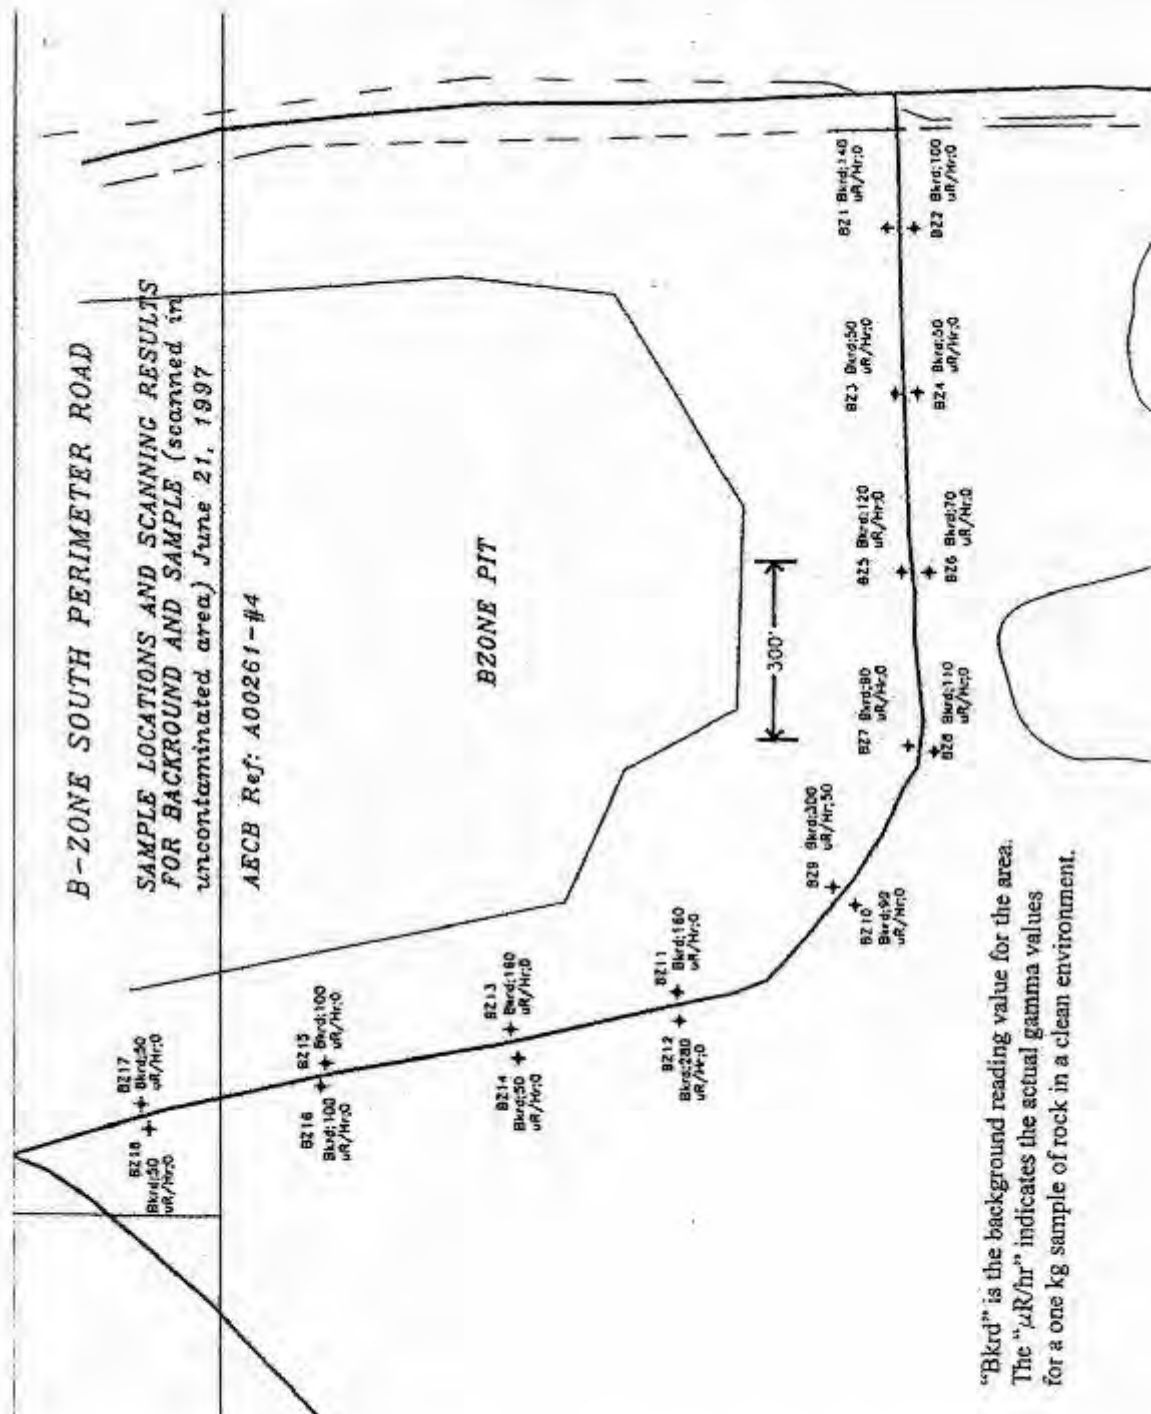 B-ZONE SOUTH PERIMETER ROAD
SAMPLE LOCATIONS AND SCANNING RESULTS
FOR BACKROUND AND SAMPLE (scanned in
uncontaminated area) June 21, 1997
AECB Ref: A00261-#4
BZONE PIT
300'
BZ1 Bkrd;140
uR/Hr;0
BZ2 Bkrd;100
uR/Hr;0
BZ3 Bkrd;50
uR/Hr;0
BZ4 Bkrd;50
uR/Hr;0
BZ5 Bkrd;120
uR/Hr;0
BZ6 Bkrd;70
uR/Hr;0
BZ7 Bkrd;80
uR/Hr;0
BZ8 Bkrd;110
uR/Hr;0
BZ9 Bkrd;300
uR/Hr;50
BZ10
Bkrd;90
uR/Hr;0
BZ11
Bkrd;160
uR/Hr;0
BZ12
Bkrd;280
uR/Hr;0
BZ13
Bkrd;160
uR/Hr;0
BZ14
Bkrd;50
uR/Hr;0
BZ15
Bkrd;100
uR/Hr;0
BZ16
Bkrd;100
uR/Hr;0
BZ17
Bkrd;50
uR/Hr;0
BZ18
Bkrd;50
uR/Hr;0
"Bkrd" is the background reading value for the area.
The "μR/hr" indicates the actual gamma values
for a one kg sample of rock in a clean environment.